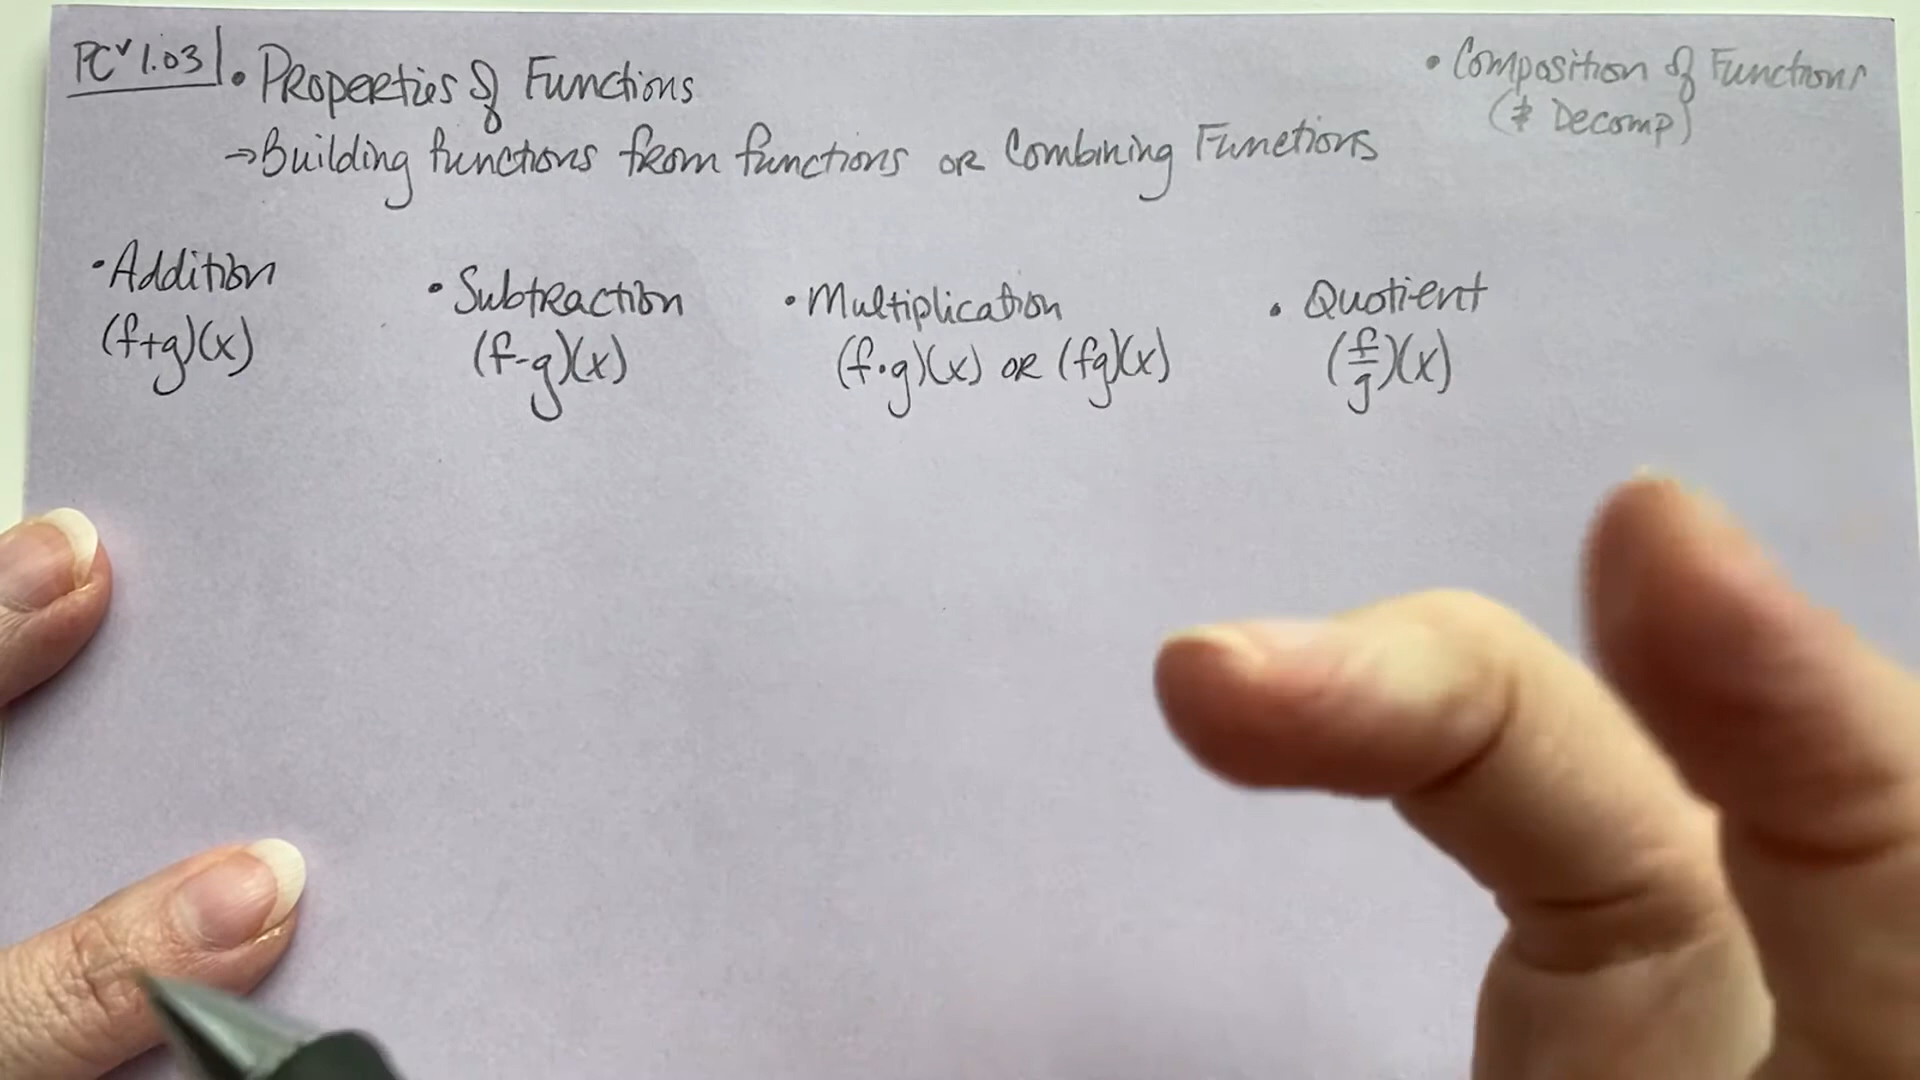 PCv 1.03
• Properties of Functions
→ Building functions from functions or Combining Functions
• Composition of Functions
(& Decomp)
• Addition
(f+g)(x)
• Subtraction
(f-g)(x)
• Multiplication
(f•g)(x) or (fg)(x)
• Quotient
(f/g)(x)